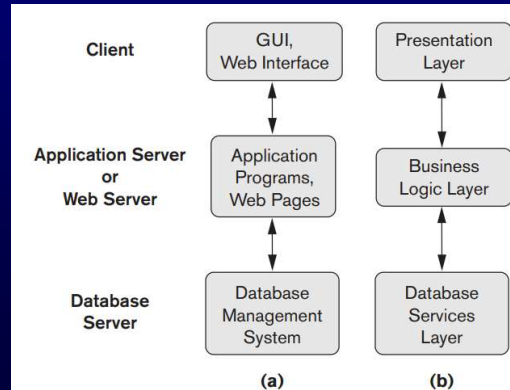 Client
GUI,
Web Interface
Presentation
Layer
Application Server
or
Web Server
Application
Programs,
Web Pages
Business
Logic Layer
Database
Server
Database
Management
System
Database
Services
Layer
(a)
(b)